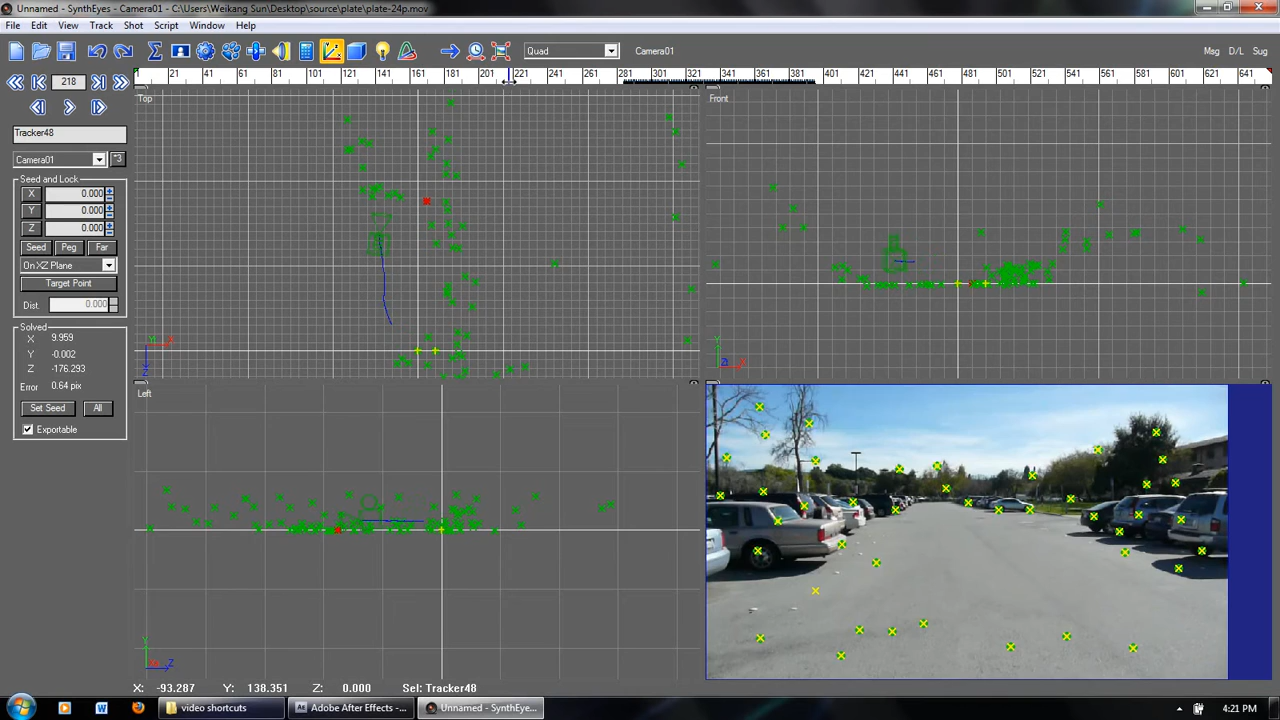 Unnamed - SynthEyes - Camera01 - C:\Users\Weikang Sun\Desktop\source\plate\plate-24p.mov
File Edit View Track Shot Script Window Help
Quad Camera01 Mag D/L Sug
218 1 21 41 61 81 101 121 141 161 181 201 221 241 261 281 301 321 341 361 381 401 421 441 461 481 501 521 541 561 581 601 621 641
Top Front
Tracker48
Camera01
Seed and Lock
X 0.000
Y 0.000
Z 0.000
Seed Peg Far
On XZ Plane
Target Point
Dist. 0.000
Solved
X 9.959
Y -0.002
Z -176.293
Error 0.64 pix
Set Seed All
Exportable
Left
X: -93.287 Y: 138.351 Z: 0.000 Sel: Tracker48
video shortcuts
Adobe After Effects - ...
Unnamed - SynthEyes...
4:21 PM